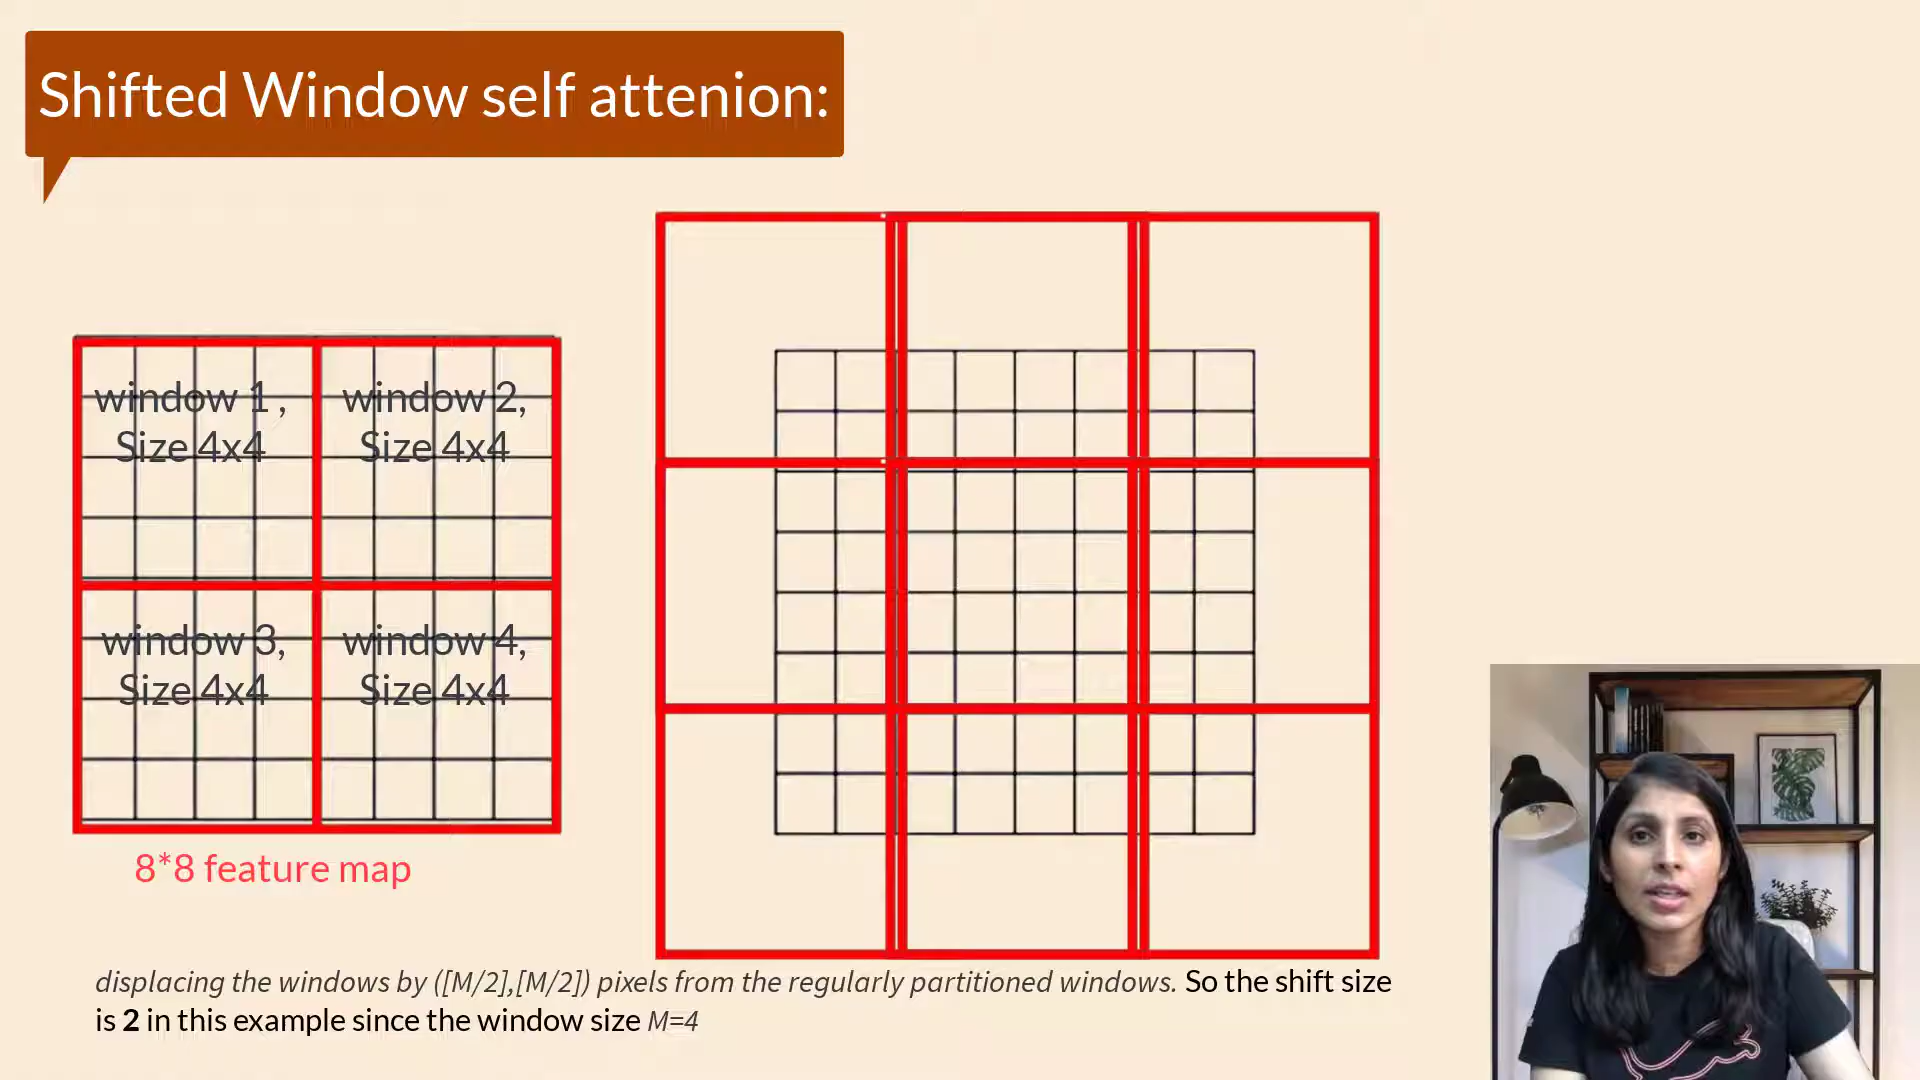 Shifted Window self attenion:
window 1 ,
Size 4x4
window 2,
Size 4x4
window 3,
Size 4x4
window 4,
Size 4x4
8*8 feature map
displacing the windows by ([M/2],[M/2]) pixels from the regularly partitioned windows. So the shift size
is 2 in this example since the window size M=4